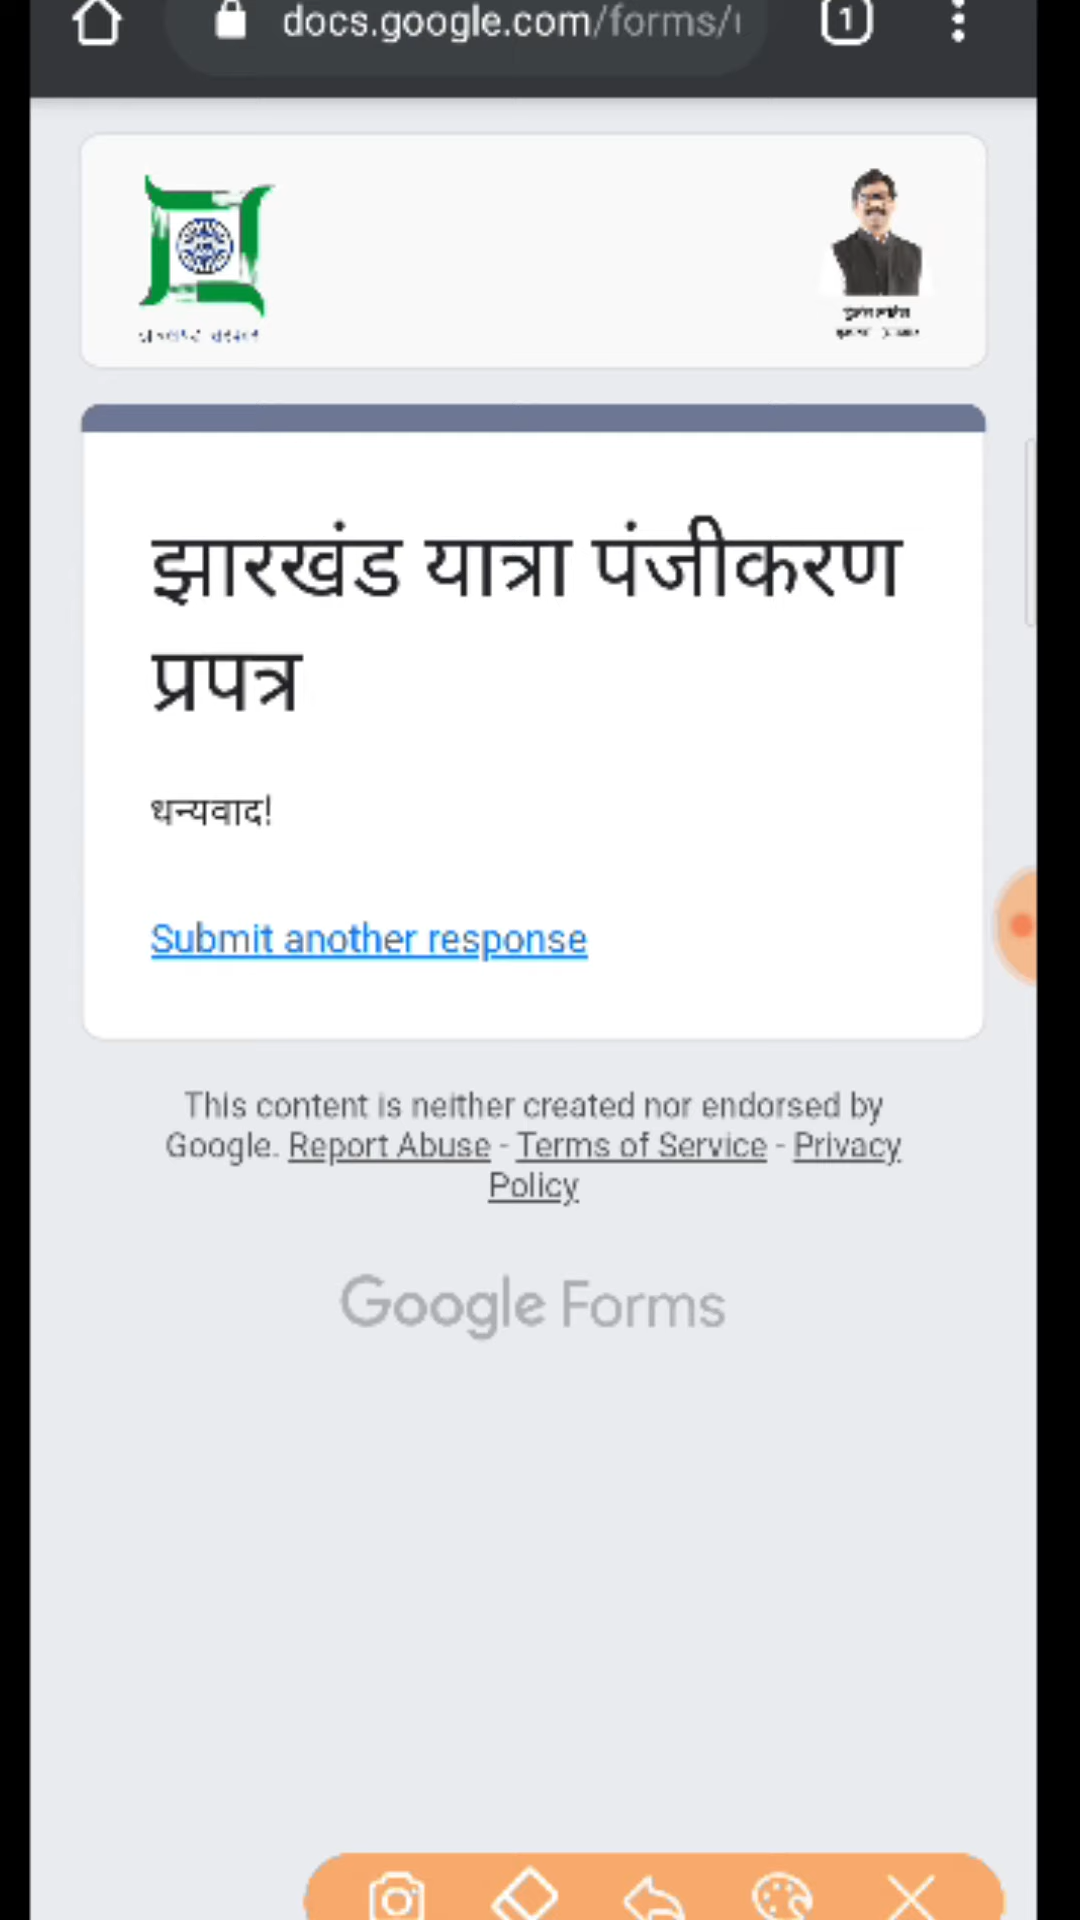 docs.google.com/forms/
1
झारखंड यात्रा पंजीकरण
प्रपत्र
धन्यवाद!
Submit another response
This content is neither created nor endorsed by
Google. Report Abuse - Terms of Service - Privacy
Policy
Google Forms